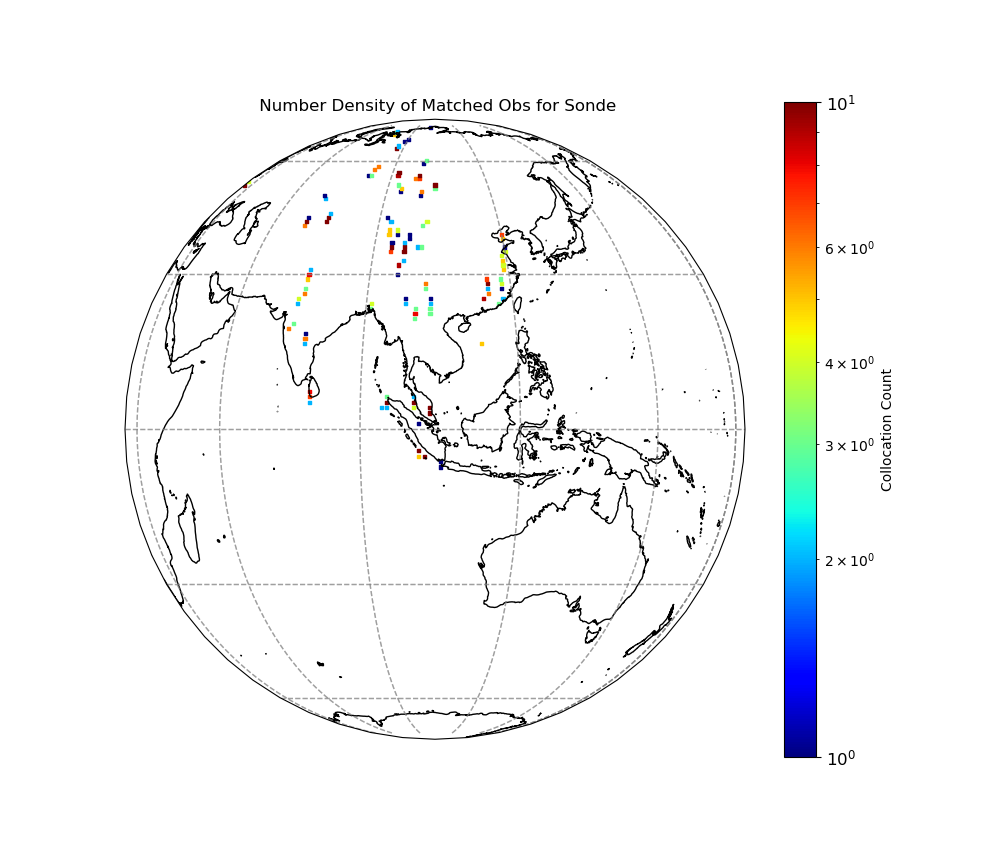 Number Density of Matched Obs for Sonde
10¹
6 × 10⁰
4 × 10⁰
3 × 10⁰
2 × 10⁰
10⁰
Collocation Count